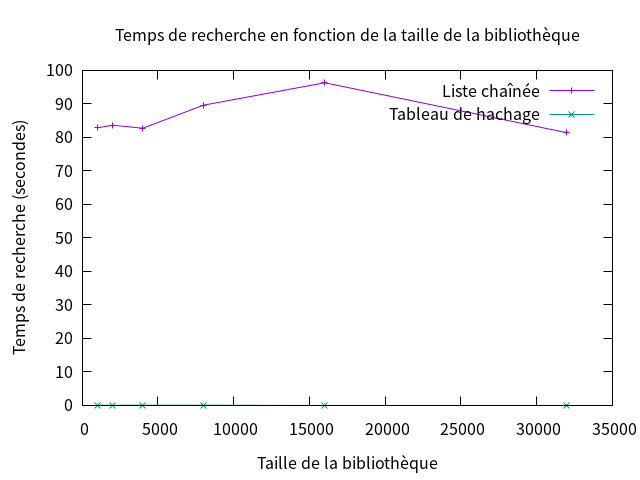 Temps de recherche en fonction de la taille de la bibliothèque
100
90
80
70
60
50
40
30
20
10
0
Temps de recherche (secondes)
Liste chaînée
Tableau de hachage
0 5000 10000 15000 20000 25000 30000 35000
Taille de la bibliothèque